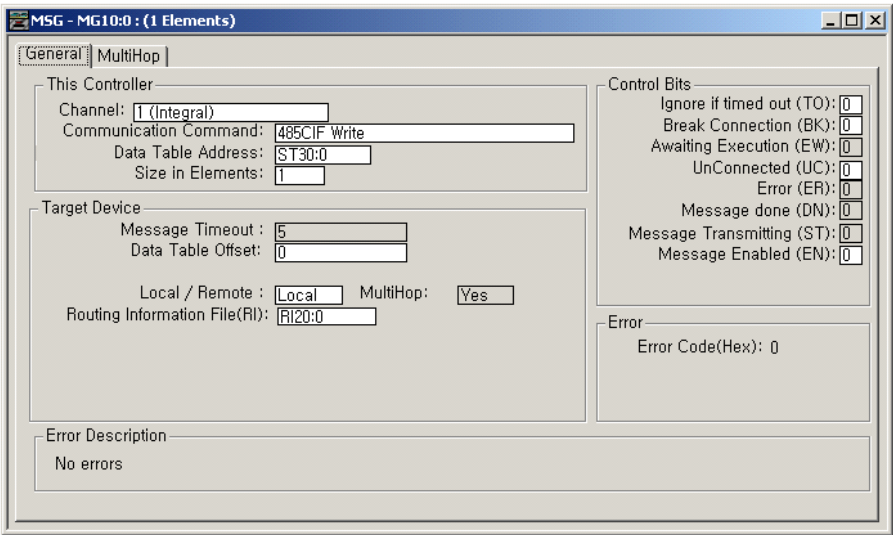 MSG - MG10:0 : (1 Elements)
General MultiHop
This Controller
Channel: 1 (Integral)
Communication Command: 485CIF Write
Data Table Address: ST30:0
Size in Elements: 1
Target Device
Message Timeout : 5
Data Table Offset: 0
Local / Remote : Local MultiHop: Yes
Routing Information File(RI): RI20:0
Control Bits
Ignore if timed out (TO): 0
Break Connection (BK): 0
Awaiting Execution (EW): 0
UnConnected (UC): 0
Error (ER): 0
Message done (DN): 0
Message Transmitting (ST): 0
Message Enabled (EN): 0
Error
Error Code(Hex): 0
Error Description
No errors